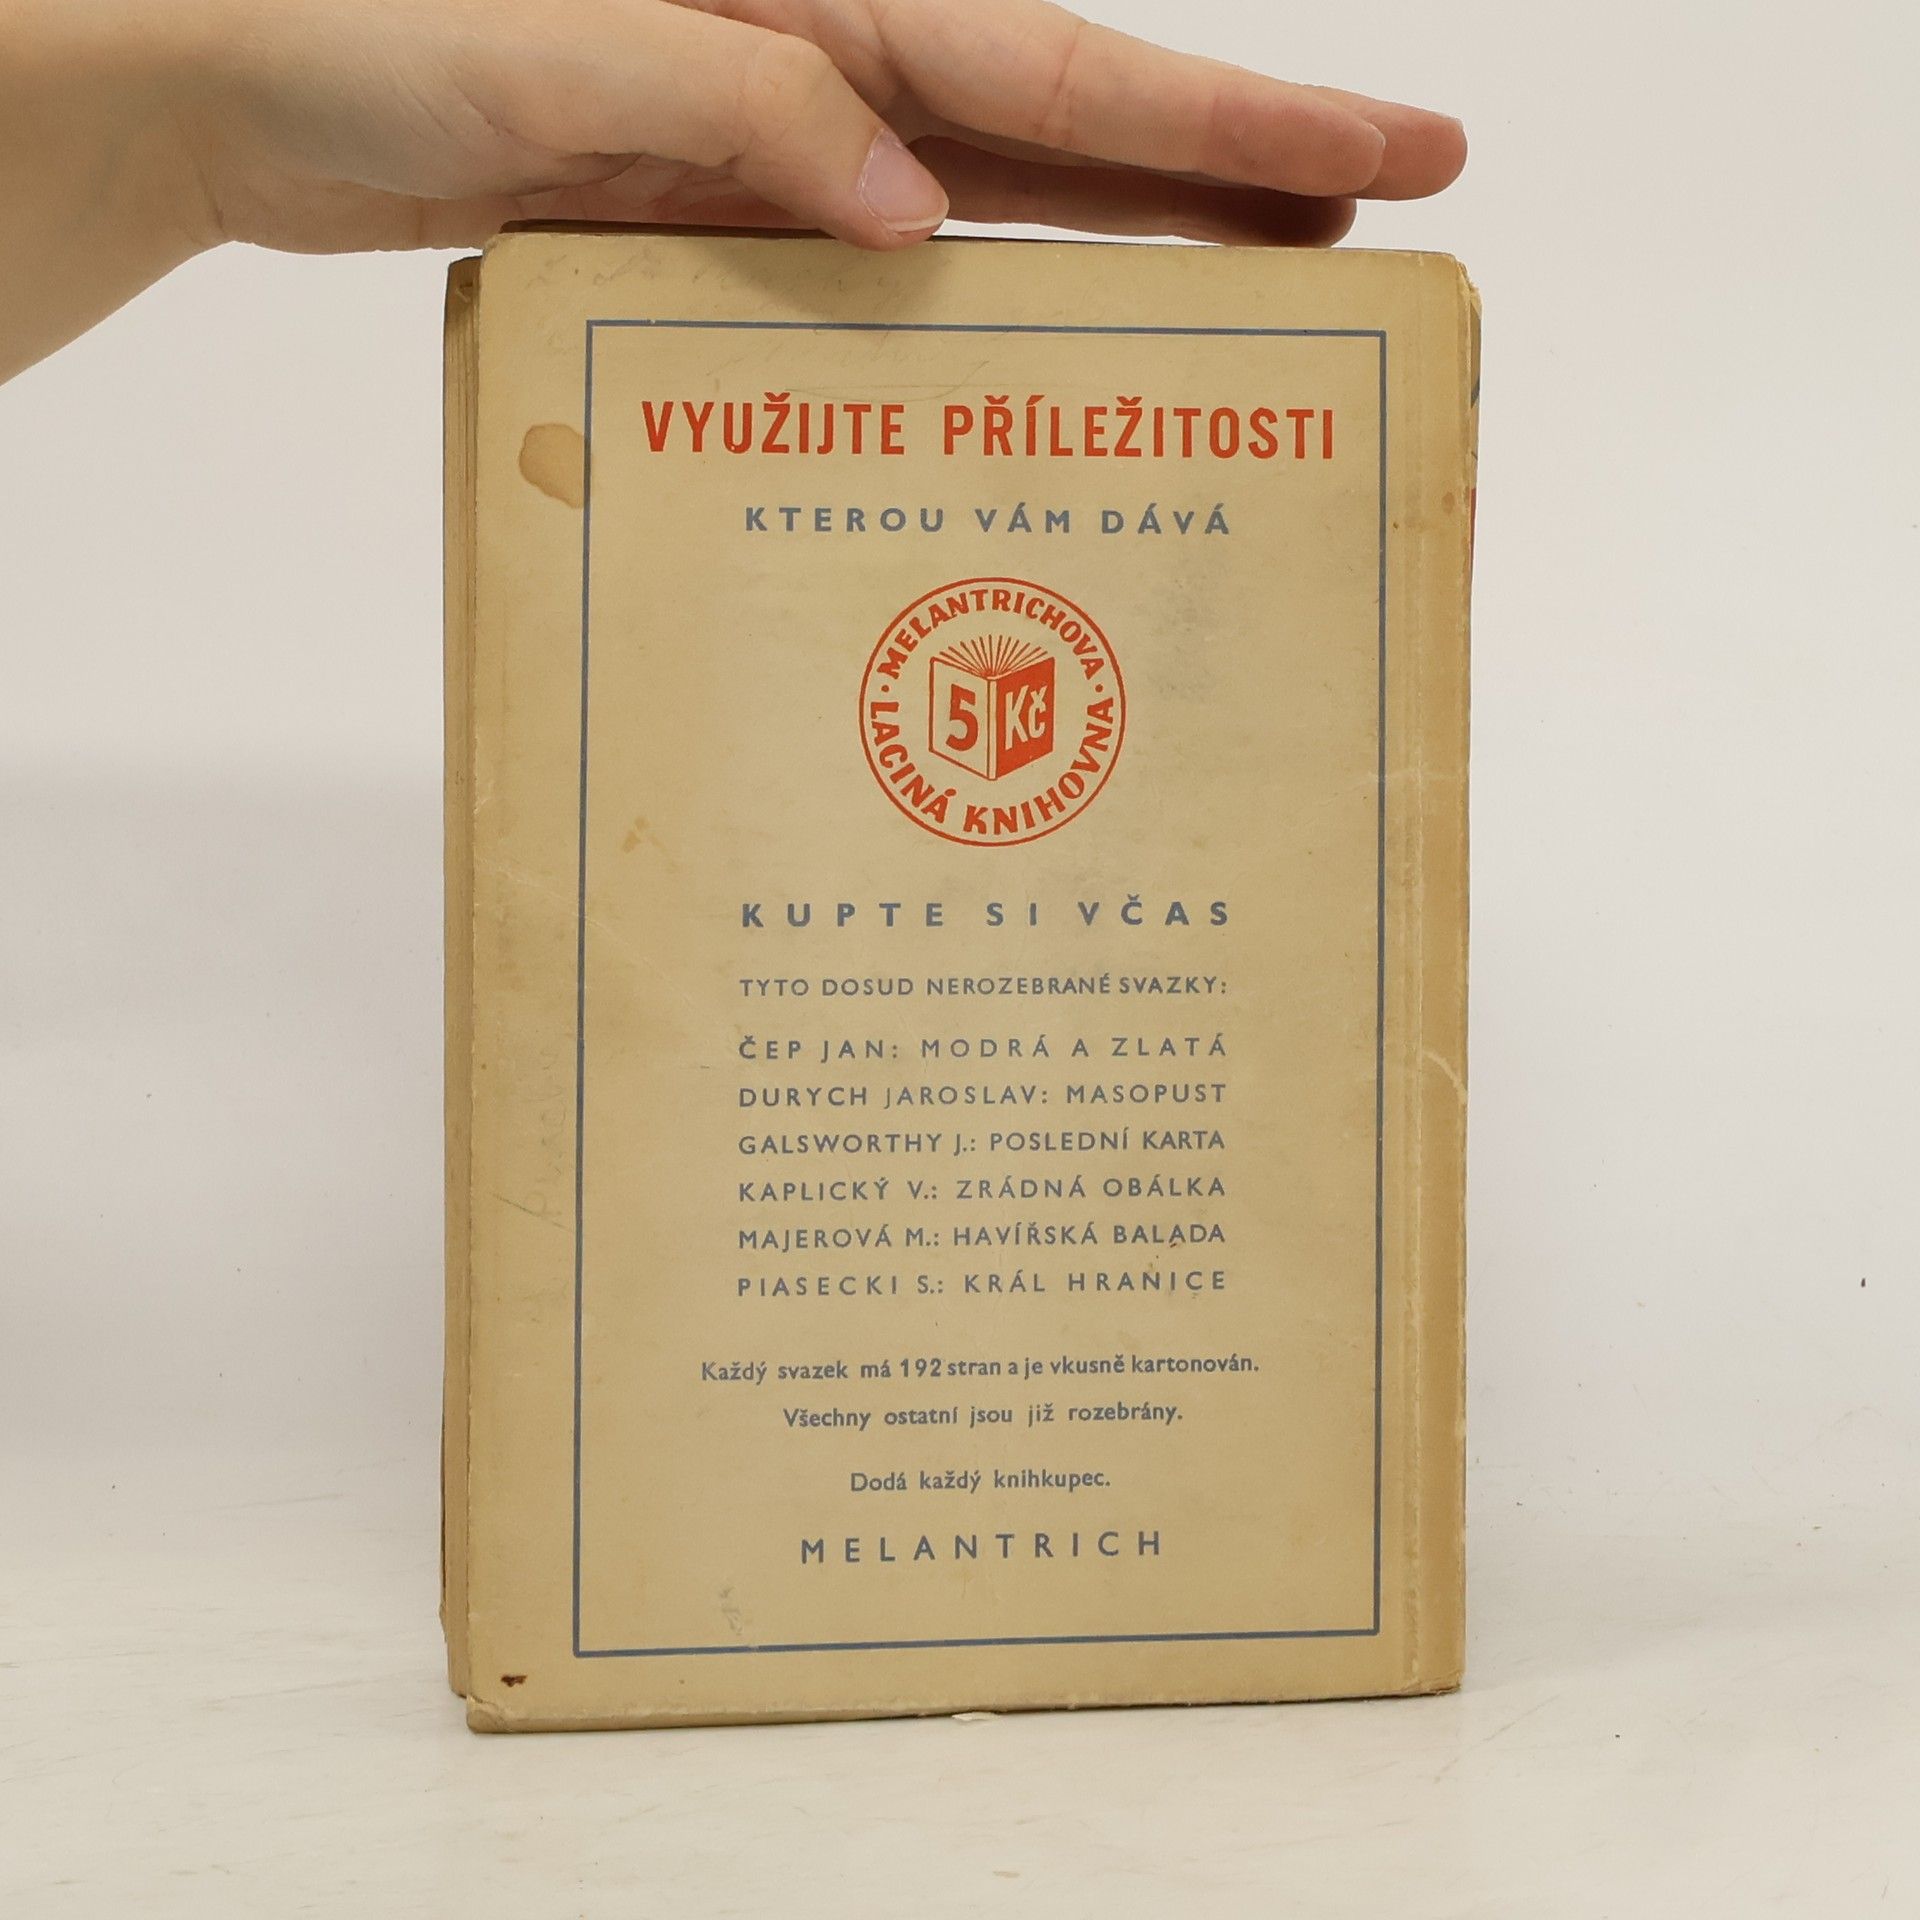 VYUŽIJTE PŘÍLEŽITOSTI
KTEROU VÁM DÁVÁ
MELANTRICHOVA
5 Kč
LACINÁ KNIHOVNA
KUPTE SI VČAS
TYTO DOSUD NEROZEBRANÉ SVAZKY:
ČEP JAN: MODRÁ A ZLATÁ
DURYCH JAROSLAV: MASOPUST
GALSWORTHY J.: POSLEDNÍ KARTA
KAPLICKÝ V.: ZRÁDNÁ OBÁLKA
MAJEROVÁ M.: HAVÍŘSKÁ BALADA
PIASECKI S.: KRÁL HRANICE
Každý svazek má 192 stran a je vkusně kartonován.
Všechny ostatní jsou již rozebrány.
Dodá každý knihkupec.
MELANTRICH